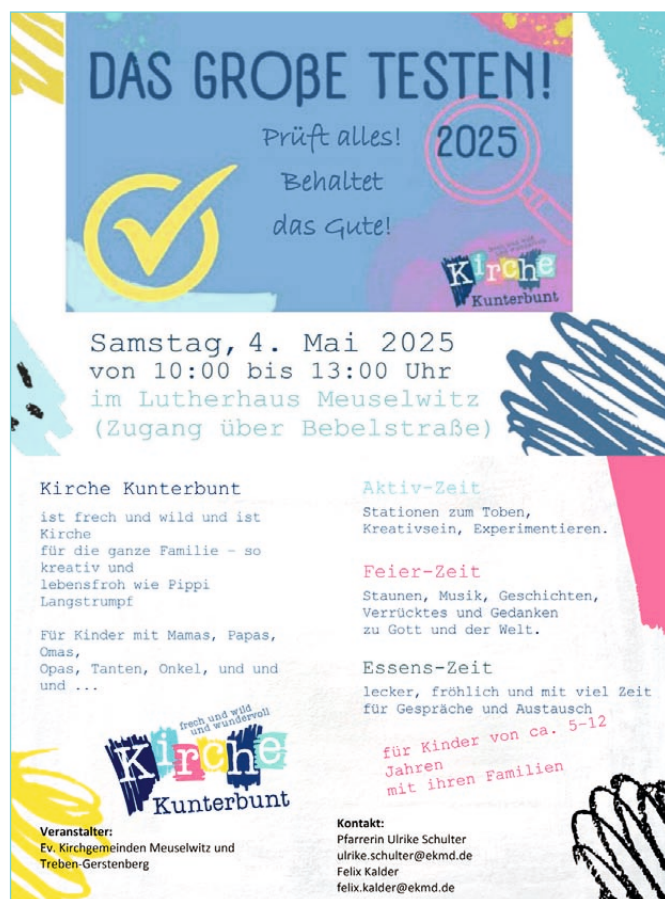 DAS GROßE TESTEN!
Prüft alles!
2025
Behaltet
das Gute!
Kirche
Kunterbunt
Samstag, 4. Mai 2025
von 10:00 bis 13:00 Uhr
im Lutherhaus Meuselwitz
(Zugang über Bebelstraße)
Kirche Kunterbunt
ist frech und wild und ist
Kirche
für die ganze Familie – so
kreativ und
lebensfroh wie Pippi
Langstrumpf
Für Kinder mit Mamas, Papas,
Omas,
Opas, Tanten, Onkel, und und
und ...
frech und wild
und wundervoll
Kirche
Kunterbunt
Veranstalter:
Ev. Kirchgemeinden Meuselwitz und
Treben-Gerstenberg
Aktiv-Zeit
Stationen zum Toben,
Kreativsein, Experimentieren.
Feier-Zeit
Staunen, Musik, Geschichten,
Verrücktes und Gedanken
zu Gott und der Welt.
Essens-Zeit
lecker, fröhlich und mit viel Zeit
für Gespräche und Austausch
für Kinder von ca. 5-12
Jahren
mit ihren Familien
Kontakt:
Pfarrerin Ulrike Schulter
ulrike.schulter@ekmd.de
Felix Kalder
felix.kalder@ekmd.de